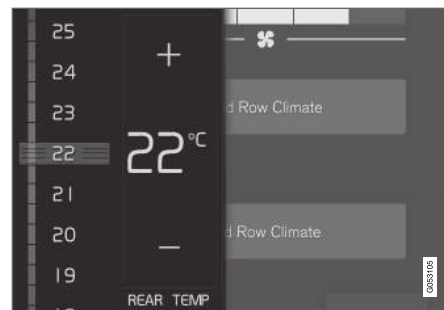 25
24
23
22
21
20
19
+
22 °C
–
REAR TEMP
Row Climate
Row Climate
G053105